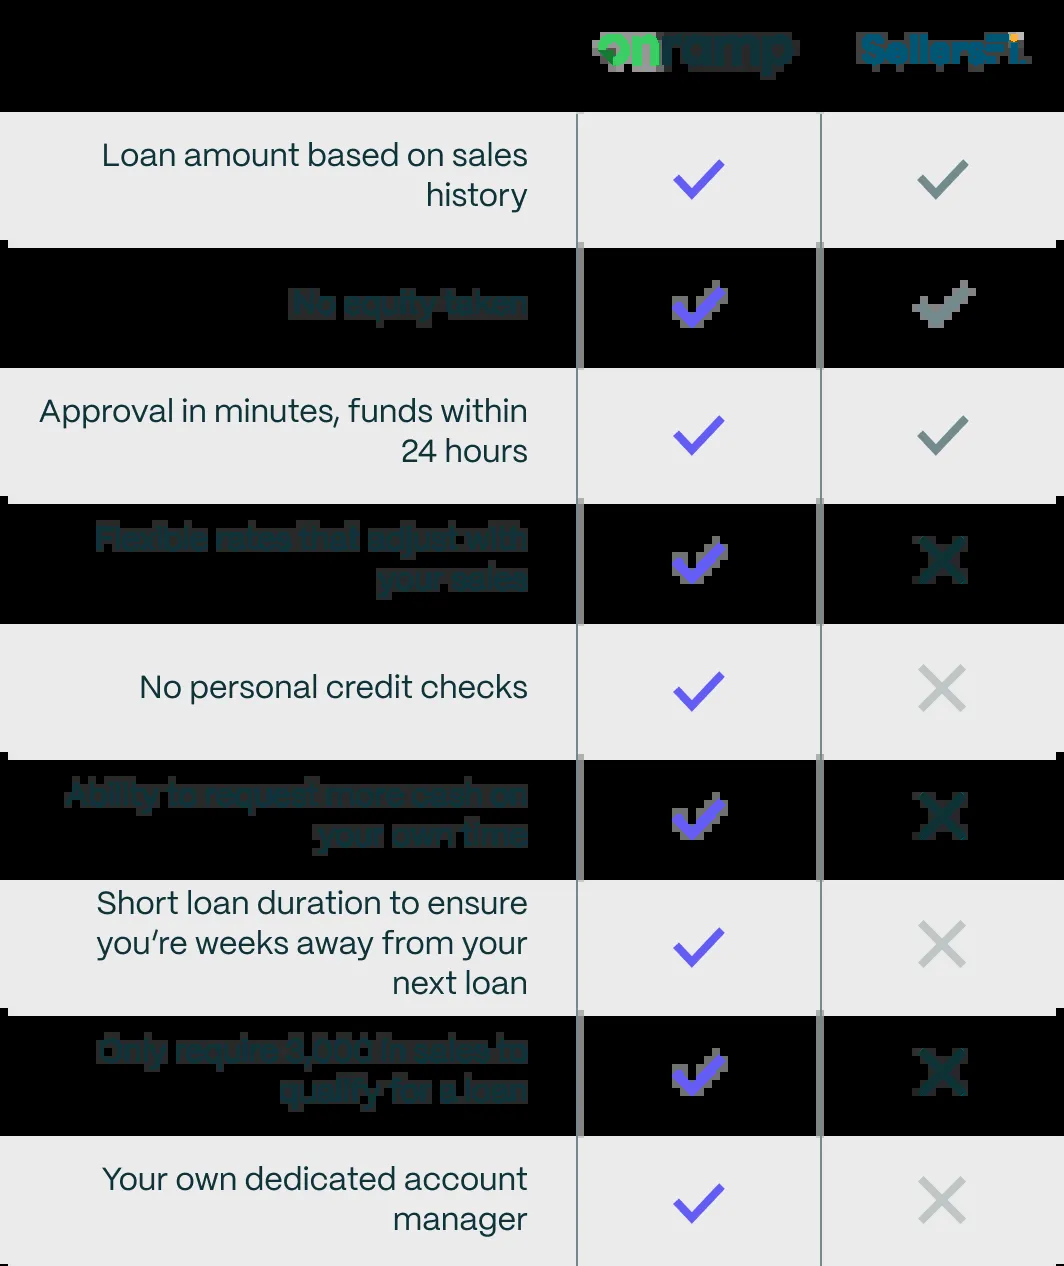 onramp
SellersFi
Loan amount based on sales
history
No equity taken
Approval in minutes, funds within
24 hours
Flexible rates that adjust with
your sales
No personal credit checks
Ability to request more cash on
your own time
Short loan duration to ensure
you’re weeks away from your
next loan
Only require in sales to
qualify for a loan
Your own dedicated account
manager